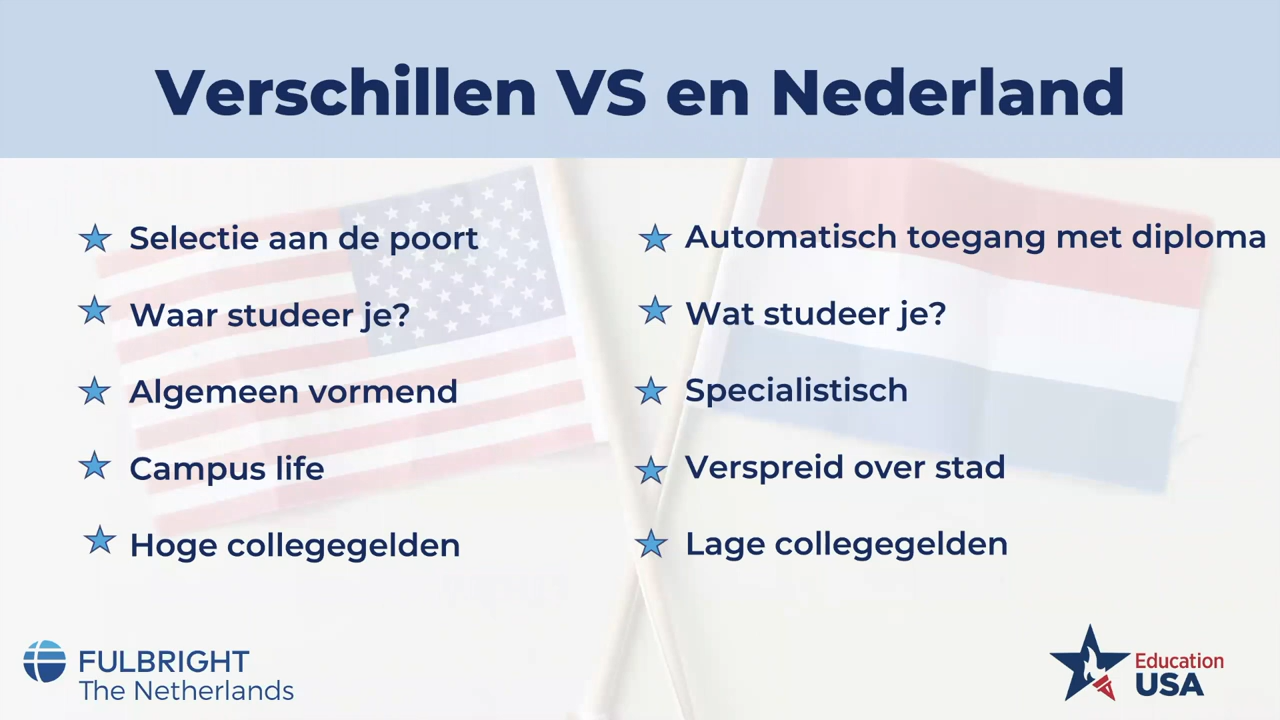 Verschillen VS en Nederland
Selectie aan de poort
Waar studeer je?
Algemeen vormend
Campus life
Hoge collegegelden
Automatisch toegang met diploma
Wat studeer je?
Specialistisch
Verspreid over stad
Lage collegegelden
FULBRIGHT
The Netherlands
Education
USA